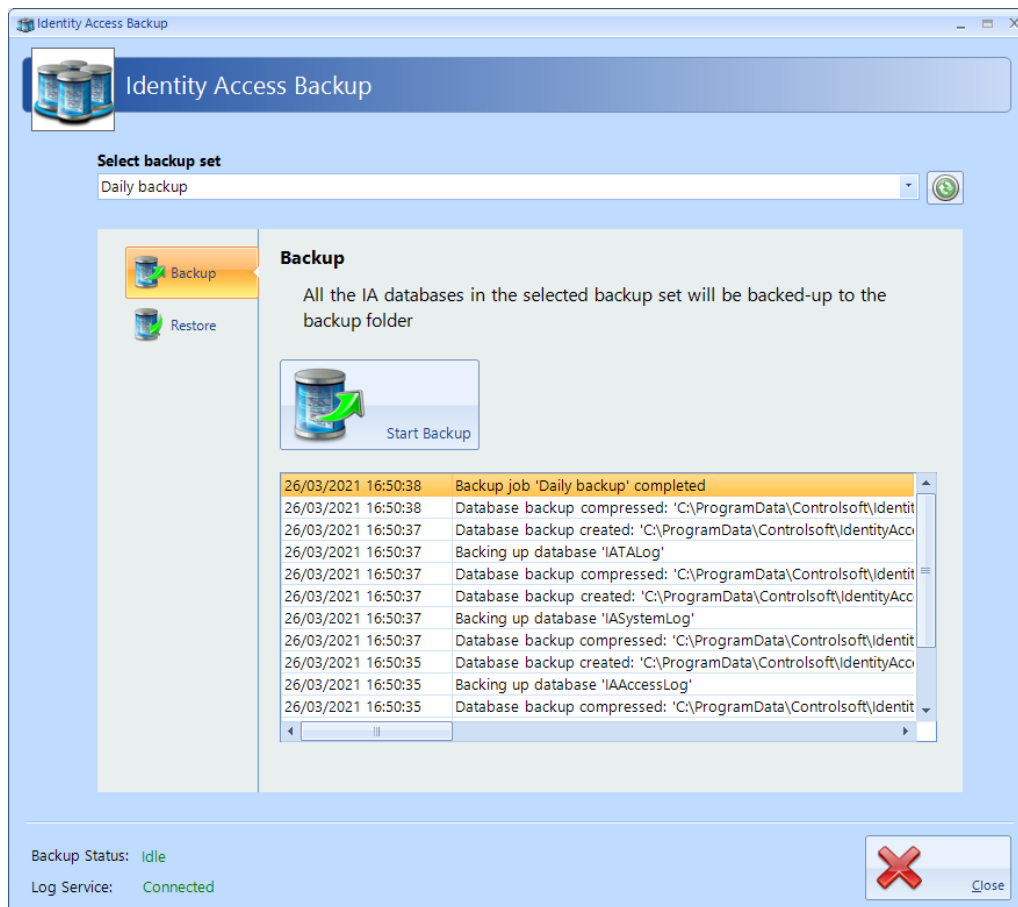 Identity Access Backup
Identity Access Backup
Select backup set
Daily backup
Backup
Restore
Backup
All the IA databases in the selected backup set will be backed-up to the
backup folder
Start Backup
26/03/2021 16:50:38 Backup job 'Daily backup' completed
26/03/2021 16:50:38 Database backup compressed: 'C:\ProgramData\Controlsoft\Identit
26/03/2021 16:50:37 Database backup created: 'C:\ProgramData\Controlsoft\IdentityAcc
26/03/2021 16:50:37 Backing up database 'IATALog'
26/03/2021 16:50:37 Database backup compressed: 'C:\ProgramData\Controlsoft\Identit
26/03/2021 16:50:37 Database backup created: 'C:\ProgramData\Controlsoft\IdentityAcc
26/03/2021 16:50:37 Backing up database 'IASystemLog'
26/03/2021 16:50:37 Database backup compressed: 'C:\ProgramData\Controlsoft\Identit
26/03/2021 16:50:35 Database backup created: 'C:\ProgramData\Controlsoft\IdentityAcc
26/03/2021 16:50:35 Backing up database 'IAAccessLog'
26/03/2021 16:50:35 Database backup compressed: 'C:\ProgramData\Controlsoft\Identit
Backup Status: Idle
Log Service: Connected
Close